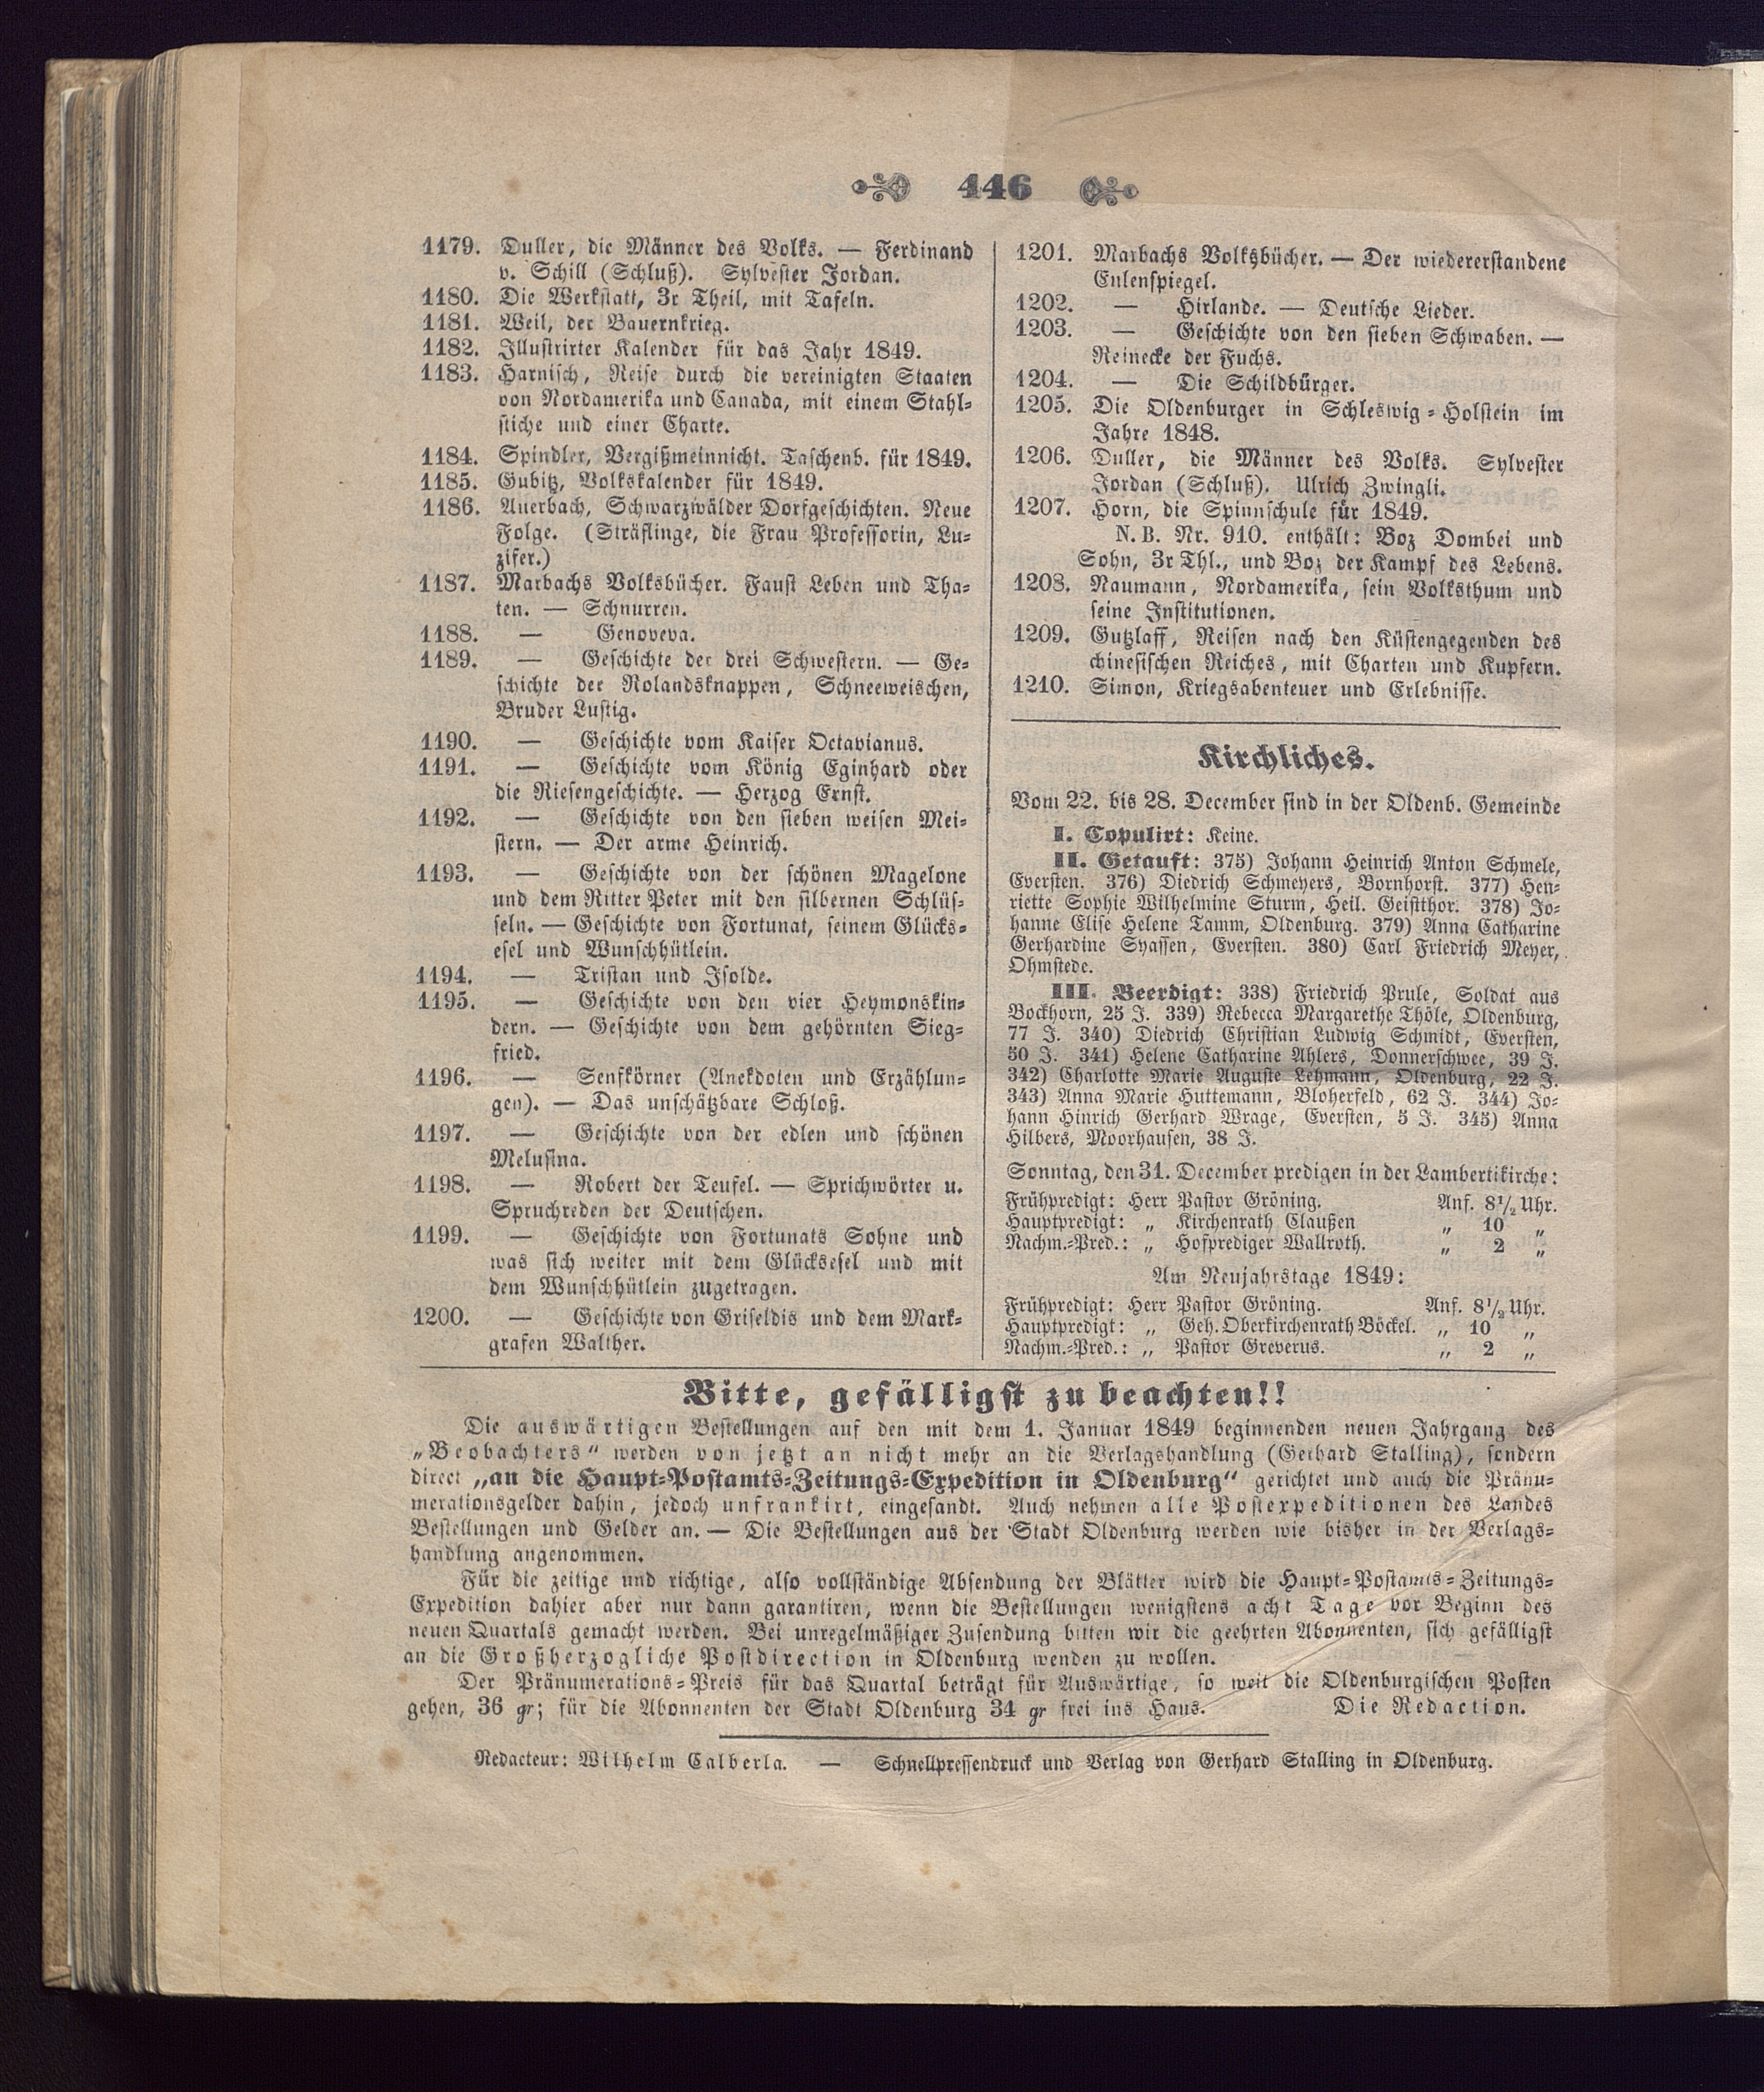 446
1179. Duller, die Männer des Volks. — Ferdinand
v. Schill (Schluß). Sylvester Jordan.
1180. Die Werkstatt, 3r Theil, mit Tafeln.
1181. Weil, der Bauernkrieg.
1182. Illustrirter Kalender für das Jahr 1849.
1183. Harnisch, Reise durch die vereinigten Staaten
von Nordamerika und Canada, mit einem Stahl=
stiche und einer Charte.
1184. Spindler, Vergißmeinnicht. Taschenb. für 1849.
1185. Gubitz, Volkskalender für 1849.
1186. Auerbach, Schwarzwälder Dorfgeschichten. Neue
Folge. (Sträflinge, die Frau Professorin, Lu=
zifer.)
1187. Marbachs Volksbücher. Faust Leben und Tha=
ten. — Schnurren.
1188. — Genoveva.
1189. — Geschichte der drei Schwestern. — Ge=
schichte der Rolandsknappen, Schneeweischen,
Bruder Lustig.
1190. — Geschichte vom Kaiser Octavianus.
1191. — Geschichte vom König Eginhard oder
die Riesengeschichte. — Herzog Ernst.
1192. — Geschichte von den sieben weisen Mei=
stern. — Der arme Heinrich.
1193. — Geschichte von der schönen Magelone
und dem Ritter Peter mit den silbernen Schlüs=
seln. — Geschichte von Fortunat, seinem Glücks=
esel und Wunschhütlein.
1194. — Tristan und Isolde.
1195. — Geschichte von den vier Heymonskin=
dern. — Geschichte von dem gehörnten Sieg=
fried.
1196. — Senfkörner (Anekdoten und Erzählun=
gen). — Das unschätzbare Schloß.
1197. — Geschichte von der edlen und schönen
Melusina.
1198. — Robert der Teufel. — Sprichwörter u.
Spruchreden der Deutschen.
1199. — Geschichte von Fortunats Sohne und
was sich weiter mit dem Glücksesel und mit
dem Wunschhütlein zugetragen.
1200. — Geschichte von Griseldis und dem Mark=
grafen Walther.
1201. Marbachs Volksbücher. — Der wiedererstandene
Eulenspiegel.
1202. — Hirlande. — Deutsche Lieder.
1203. — Geschichte von den sieben Schwaben. —
Reinecke der Fuchs.
1204. — Die Schildbürger.
1205. Die Oldenburger in Schleswig=Holstein im
Jahre 1848.
1206. Duller, die Männer des Volks. Sylvester
Jordan (Schluß). Ulrich Zwingli.
1207. Horn, die Spinnschule für 1849.
N. B. Nr. 910. enthält: Boz Dombei und
Sohn, 3r Thl., und Boz der Kampf des Lebens.
1208. Naumann, Nordamerika, sein Volksthum und
seine Institutionen.
1209. Gutzlaff, Reisen nach den Küstengegenden des
chinesischen Reiches, mit Charten und Kupfern.
1210. Simon, Kriegsabenteuer und Erlebnisse.
Kirchliches.
Vom 22. bis 28. December sind in der Oldenb. Gemeinde
I. Copulirt: Keine.
II. Getauft: 375) Johann Heinrich Anton Schmele,
Eversten. 376) Diedrich Schmeyers, Bornhorst. 377) Hen=
riette Sophie Wilhelmine Sturm, Heil. Geistthor. 378) Jo=
hanne Elise Helene Tamm, Oldenburg. 379) Anna Catharine
Gerhardine Syassen, Eversten. 380) Carl Friedrich Meyer,
Ohmstede.
III. Beerdigt: 338) Friedrich Prule, Soldat aus
Bockhorn, 25 J. 339) Rebecca Margarethe Thöle, Oldenburg,
77 J. 340) Diedrich Christian Ludwig Schmidt, Eversten,
50 J. 341) Helene Catharine Ahlers, Donnerschwee, 39 J.
342) Charlotte Marie Auguste Lehmann, Oldenburg, 22 J.
343) Anna Marie Huttemann, Bloherfeld, 62 J. 344) Jo=
hann Hinrich Gerhard Wrage, Eversten, 5 J. 345) Anna
Hilbers, Moorhausen, 38 J.
Sonntag, den 31. December predigen in der Lambertikirche:
Frühpredigt: Herr Pastor Gröning. Anf. 8½ Uhr.
Hauptpredigt: „ Kirchenrath Claußen „ 10 „
Nachm.=Pred.: „ Hofprediger Wallroth. „ 2 „
Am Neujahrstage 1849:
Frühpredigt: Herr Pastor Gröning. Anf. 8½ Uhr.
Hauptpredigt: „ Geh. Oberkirchenrath Böckel. „ 10 „
Nachm.=Pred.: „ Pastor Greverus. „ 2 „
Bitte, gefälligst zu beachten!!
Die auswärtigen Bestellungen auf den mit dem 1. Januar 1849 beginnenden neuen Jahrgang des
„Beobachters“ werden von jetzt an nicht mehr an die Verlagshandlung (Gerhard Stalling), sondern
direct „an die Haupt=Postamts=Zeitungs=Expedition in Oldenburg“ gerichtet und auch die Pränu=
merationsgelder dahin, jedoch unfrankirt, eingesandt. Auch nehmen alle Postexpeditionen des Landes
Bestellungen und Gelder an. — Die Bestellungen aus der Stadt Oldenburg werden wie bisher in der Verlags=
handlung angenommen.
Für die zeitige und richtige, also vollständige Absendung der Blätter wird die Haupt=Postamts=Zeitungs=
Expedition dahier aber nur dann garantiren, wenn die Bestellungen wenigstens acht Tage vor Beginn des
neuen Quartals gemacht werden. Bei unregelmäßiger Zusendung bitten wir die geehrten Abonnenten, sich gefälligst
an die Großherzogliche Postdirection in Oldenburg wenden zu wollen.
Der Pränumerations=Preis für das Quartal beträgt für Auswärtige, so weit die Oldenburgischen Posten
gehen, 36 gr; für die Abonnenten der Stadt Oldenburg 34 gr frei ins Haus. Die Redaction.
Redacteur: Wilhelm Calberla. — Schnellpressendruck und Verlag von Gerhard Stalling in Oldenburg.